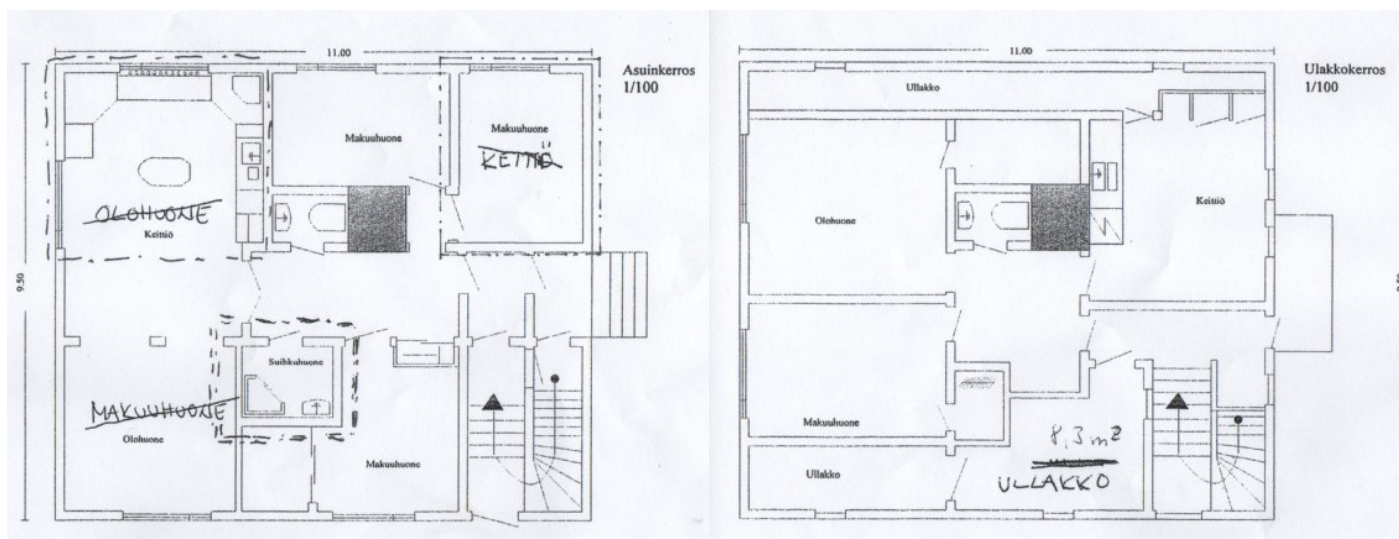 11.00
Asuinkerros
1/100
Makuuhuone
Makuuhuone
KEITTIÖ
OLOHUONE
Keittiö
9.50
Suihkuhuone
MAKUUHUONE
Olohuone
Makuuhuone
11.00
Ulakkokerros
1/100
Ullakko
Olohuone
Keittiö
Makuuhuone
8,3 m²
Ullakko
ULLAKKO